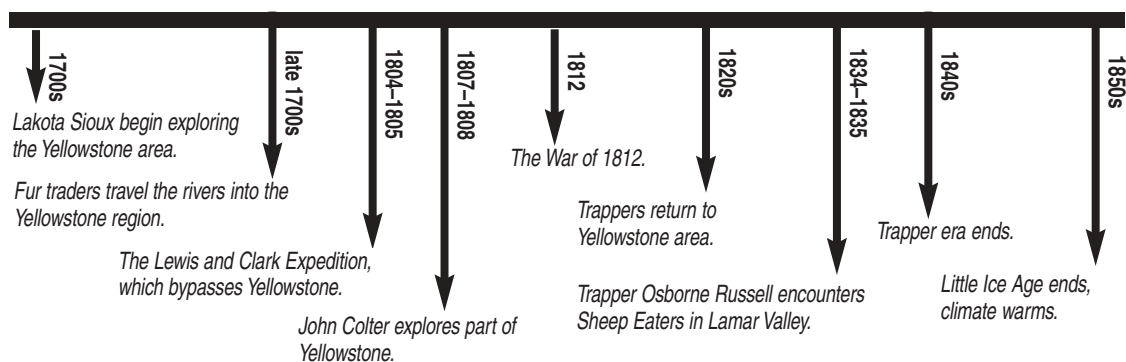 1700s
Lakota Sioux begin exploring
the Yellowstone area.
late 1700s
Fur traders travel the rivers into the
Yellowstone region.
1804–1805
The Lewis and Clark Expedition,
which bypasses Yellowstone.
1807–1808
John Colter explores part of
Yellowstone.
1812
The War of 1812.
1820s
Trappers return to
Yellowstone area.
1834–1835
Trapper Osborne Russell encounters
Sheep Eaters in Lamar Valley.
1840s
Trapper era ends.
1850s
Little Ice Age ends,
climate warms.